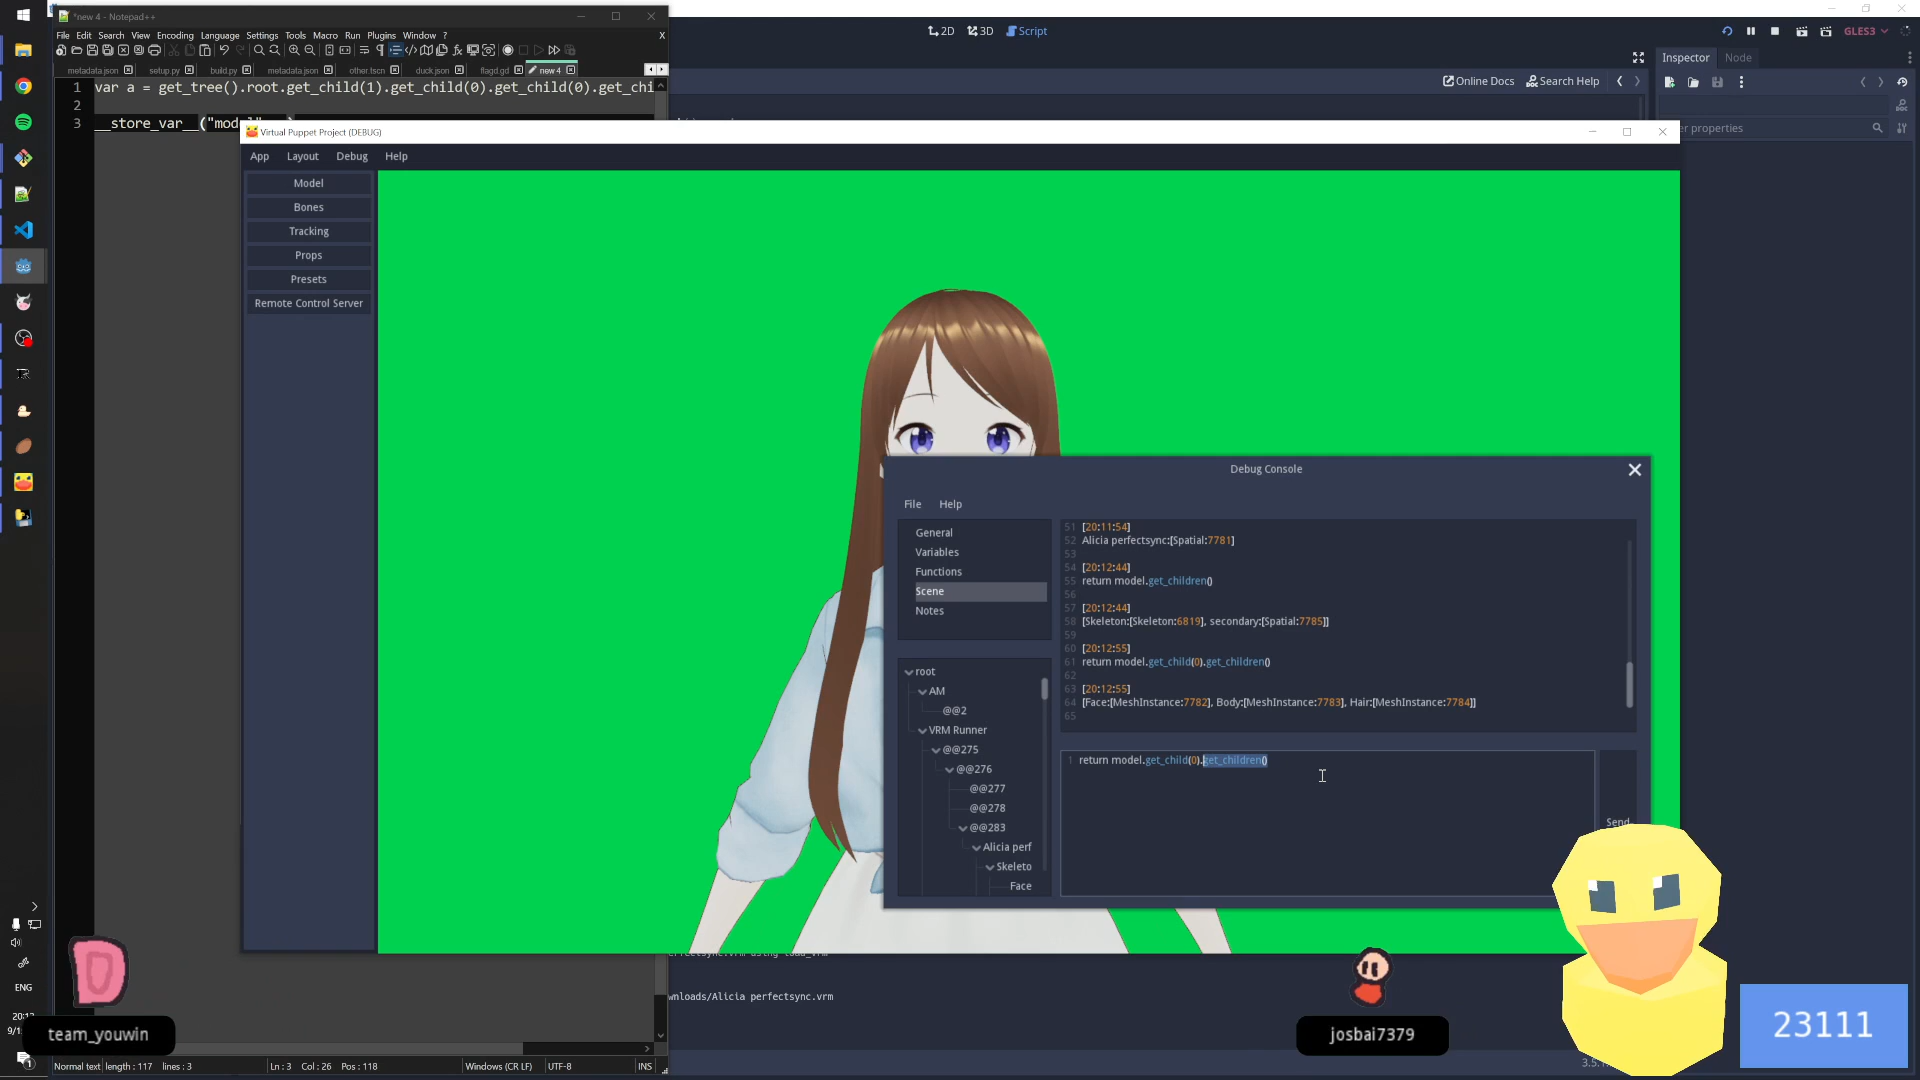 *new 4 - Notepad++
File Edit Search View Encoding Language Settings Tools Macro Run Plugins Window ? X
metadata.json setup.py build.py metadata.json other.tscn duck.json flagd.gd new 4
1 var a = get_tree().root.get_child(1).get_child(0).get_child(0).get_chi
2
3 __store_var__("mod
2D 3D Script
GLES3
Online Docs Search Help
Inspector Node
er properties
Virtual Puppet Project (DEBUG)
App Layout Debug Help
Model
Bones
Tracking
Props
Presets
Remote Control Server
Debug Console
File Help
General
Variables
Functions
Scene
Notes
root
AM
@@2
VRM Runner
@@275
@@276
@@277
@@278
@@283
Alicia perf
Skeleto
Face
51 [20:11:54]
52 Alicia perfectsync:[Spatial:7781]
53
54 [20:12:44]
55 return model.get_children()
56
57 [20:12:44]
58 [Skeleton:[Skeleton:6819], secondary:[Spatial:7785]]
59
60 [20:12:55]
61 return model.get_child(0).get_children()
62
63 [20:12:55]
64 [Face:[MeshInstance:7782], Body:[MeshInstance:7783], Hair:[MeshInstance:7784]]
65
1 return model.get_child(0).get_children()
Send
wnloads/Alicia perfectsync.vrm
ENG
team_youwin
josbai7379
23111
Normal text length : 117 lines : 3 Ln : 3 Col : 26 Pos : 118 Windows (CR LF) UTF-8 INS